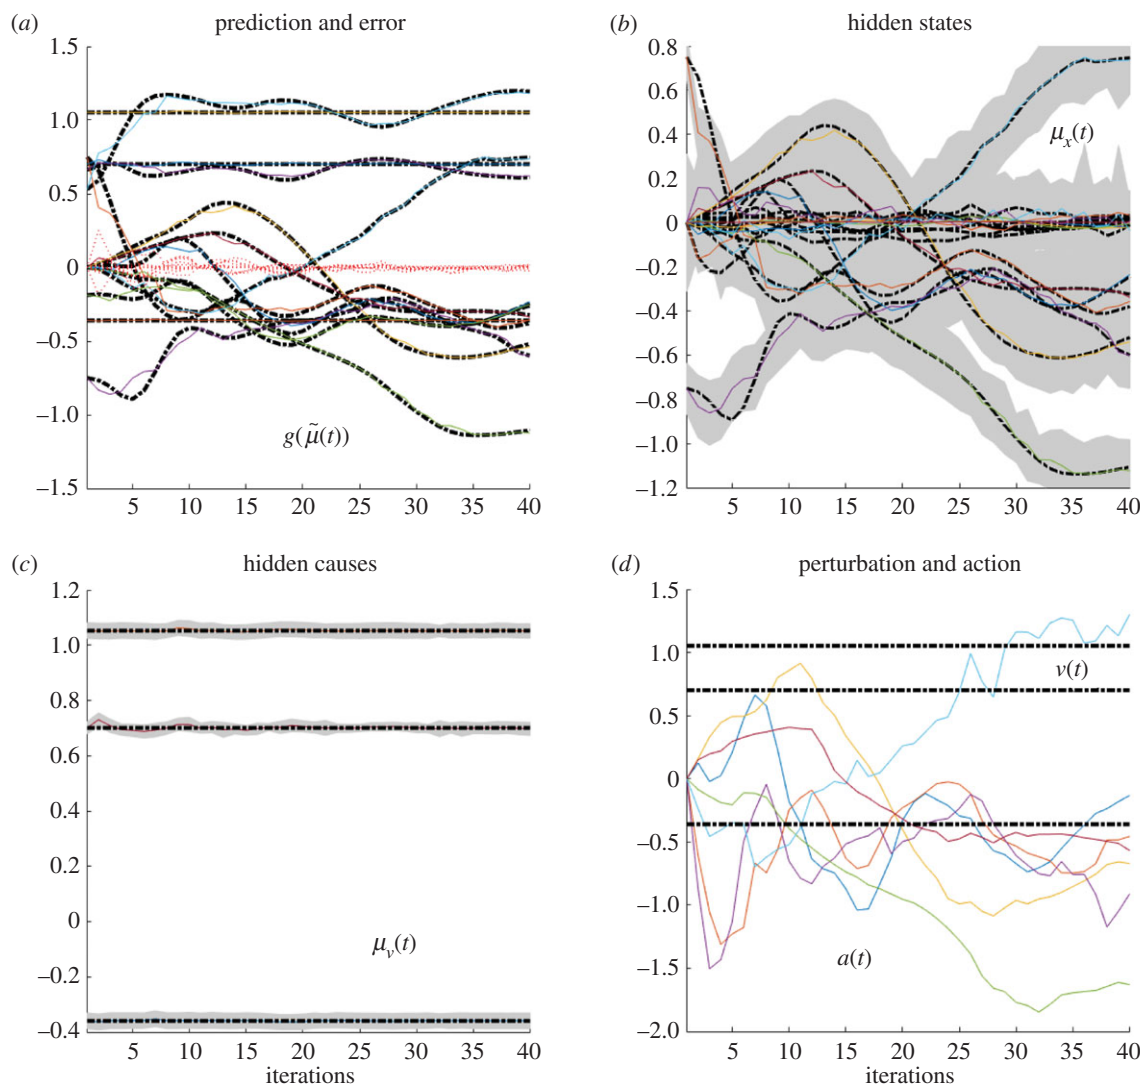 (a) prediction and error
1.5
1.0
0.5
0
−0.5
−1.0
−1.5
g(μ̃(t))
5 10 15 20 25 30 35 40
(b) hidden states
0.8
0.6
0.4
0.2
0
−0.2
−0.4
−0.6
−0.8
−1.0
−1.2
μx(t)
5 10 15 20 25 30 35 40
(c) hidden causes
1.2
1.0
0.8
0.6
0.4
0.2
0
−0.2
−0.4
μv(t)
5 10 15 20 25 30 35 40
iterations
(d) perturbation and action
1.5
1.0
0.5
0
−0.5
−1.0
−1.5
−2.0
v(t)
a(t)
5 10 15 20 25 30 35 40
iterations